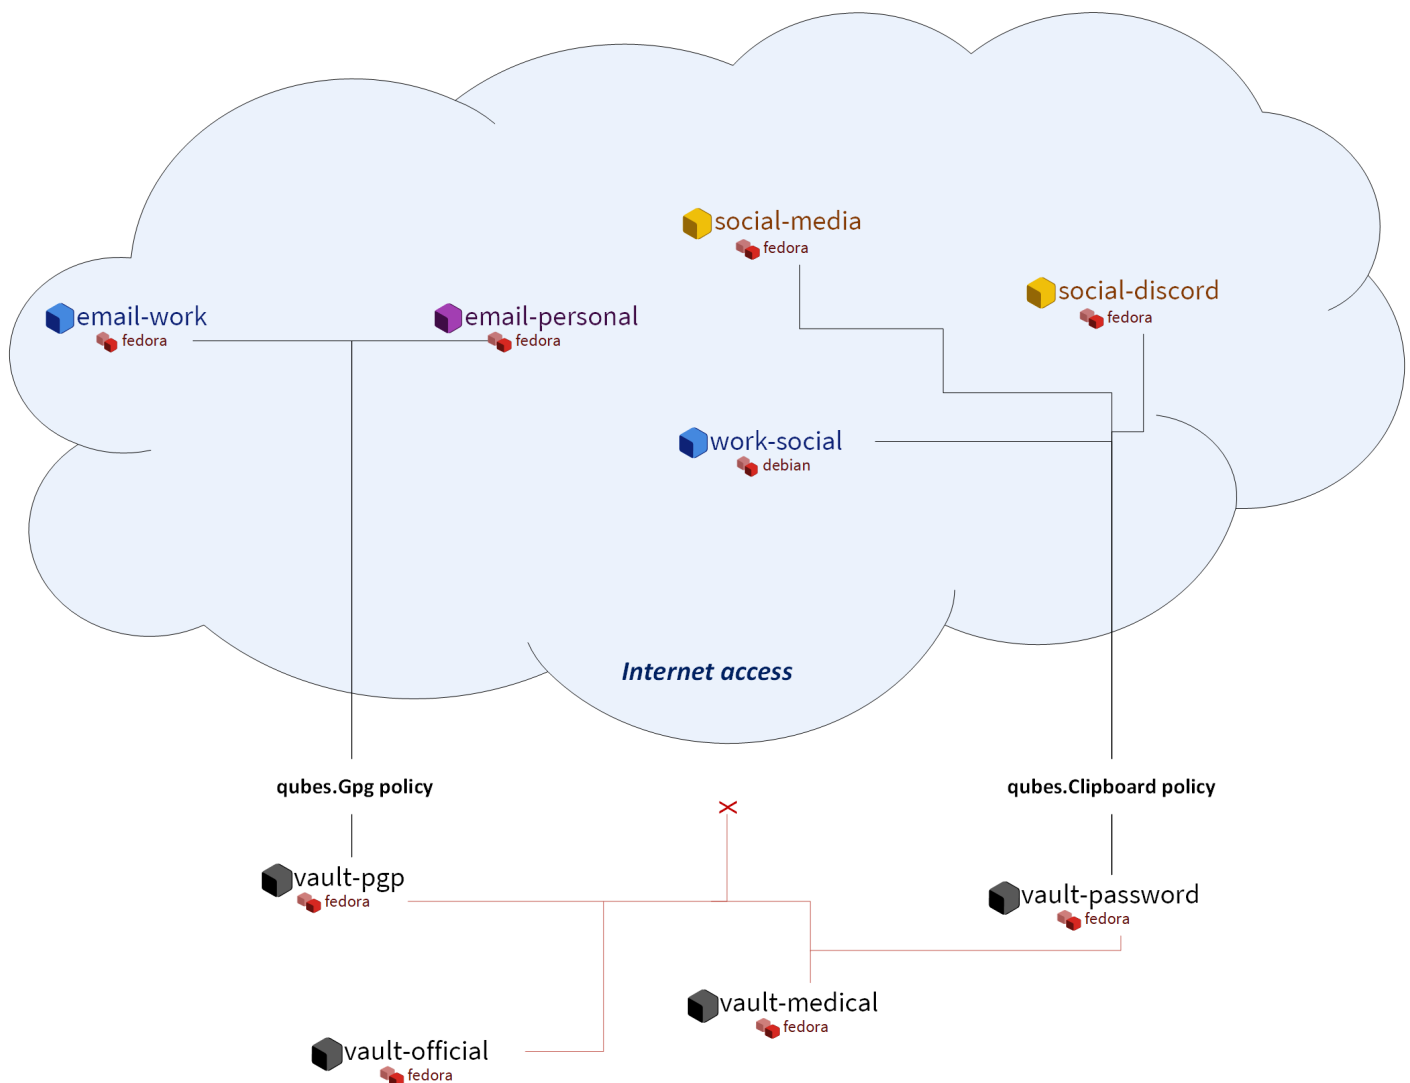 social-media
fedora
social-discord
fedora
email-work
fedora
email-personal
fedora
work-social
debian
Internet access
qubes.Gpg policy
qubes.Clipboard policy
vault-pgp
fedora
vault-password
fedora
vault-medical
fedora
vault-official
fedora